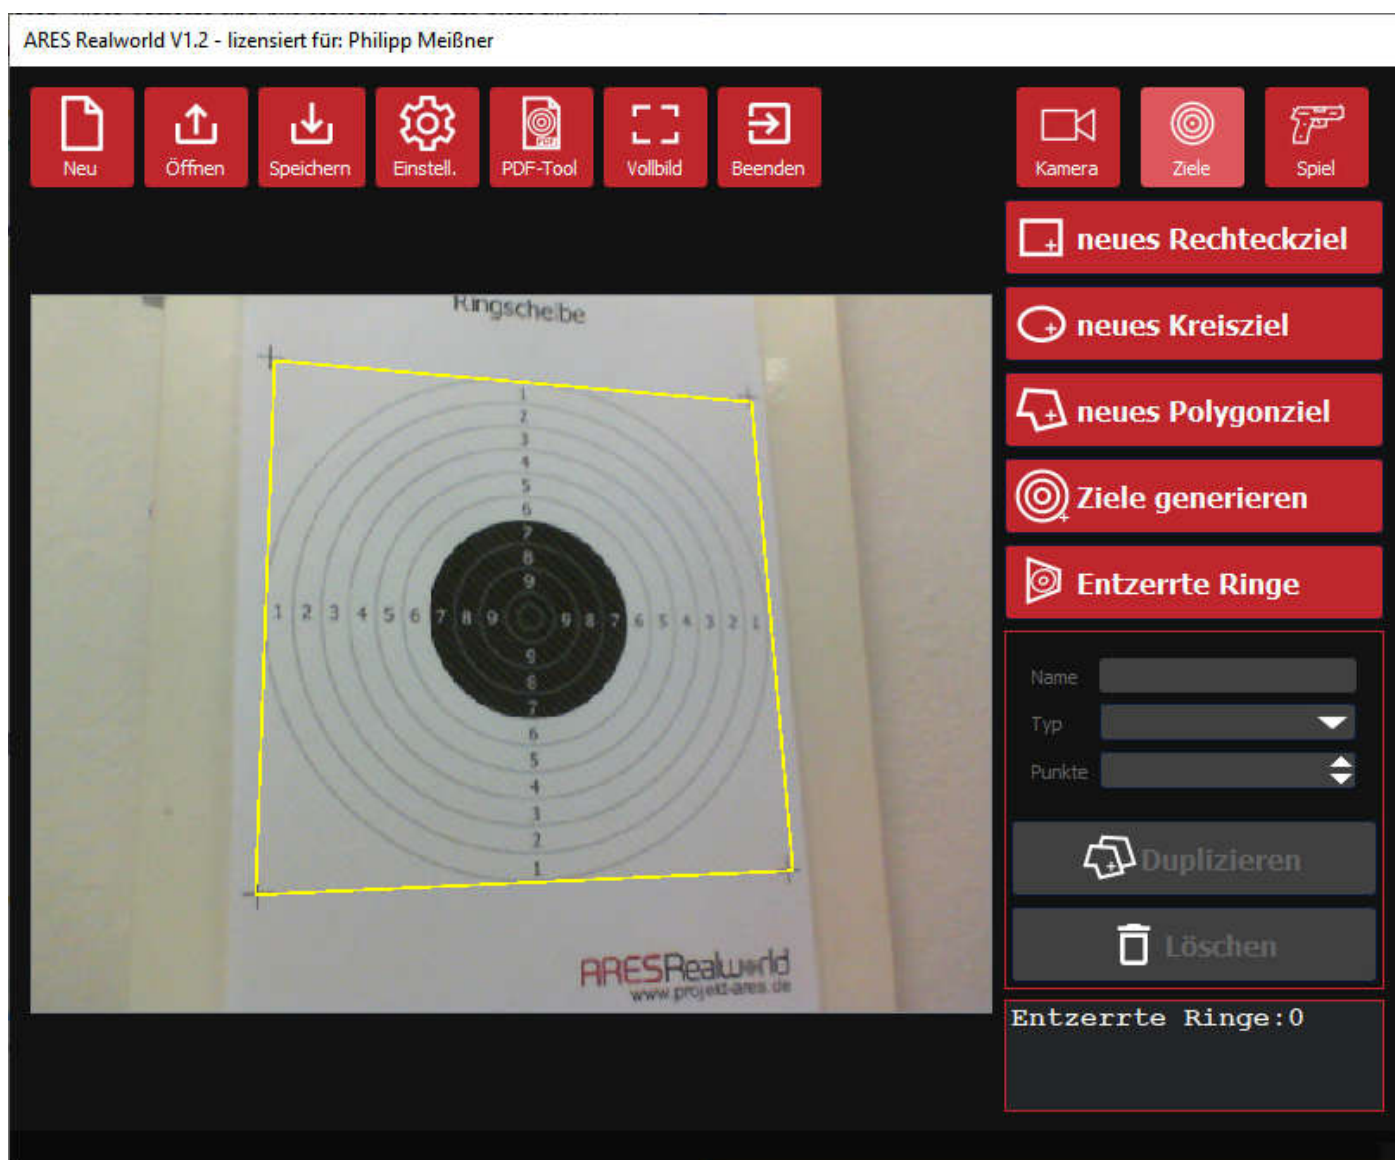 ARES Realworld V1.2 - lizensiert für: Philipp Meißner
Neu
Öffnen
Speichern
Einstell.
PDF
PDF-Tool
Vollbild
Beenden
Kamera
Ziele
Spiel
neues Rechteckziel
neues Kreisziel
neues Polygonziel
Ziele generieren
Entzerrte Ringe
Name
Typ
Punkte
Duplizieren
Löschen
Entzerrte Ringe:0
Ringscheibe
1
2
3
4
5
6
7
8
9
1 2 3 4 5 6 7 8 9 9 8 7 6 5 4 3 2 1
9
8
7
6
5
4
3
2
1
ARESRealworld
www.projekt-ares.de